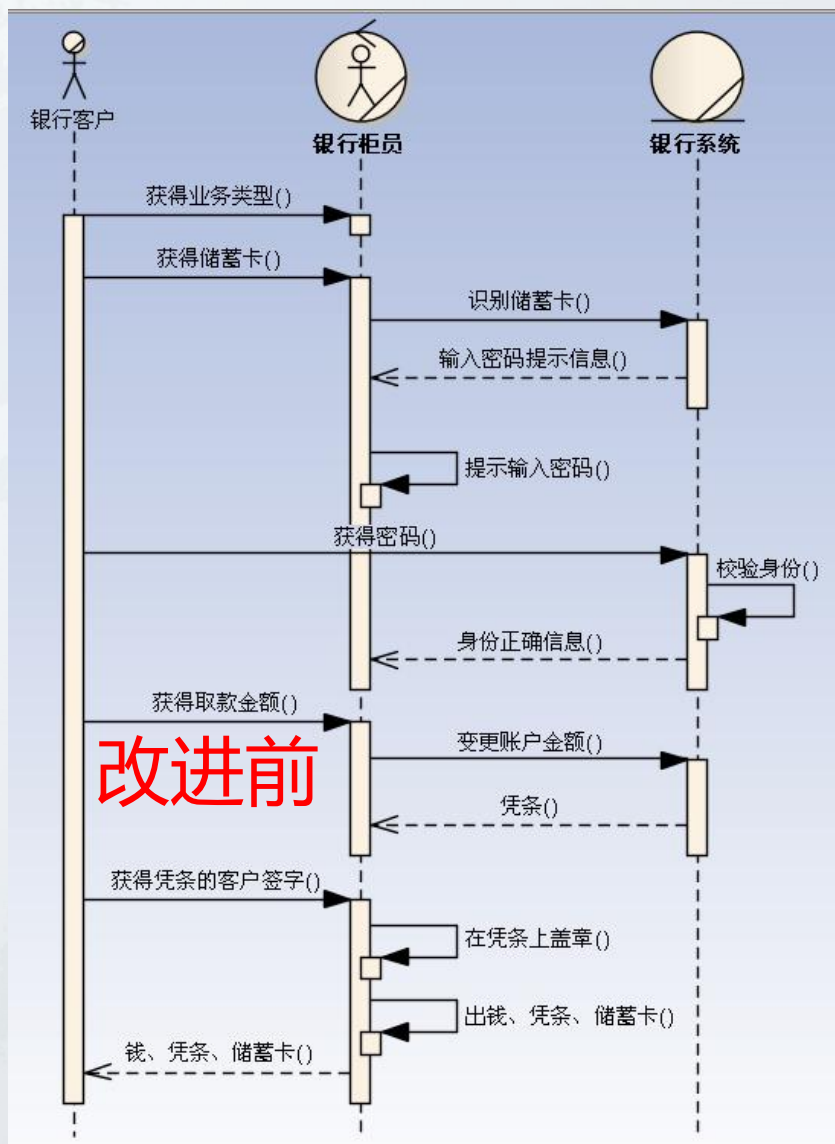 银行客户
银行柜员
银行系统
获得业务类型()
获得储蓄卡()
识别储蓄卡()
输入密码提示信息()
提示输入密码()
获得密码()
校验身份()
身份正确信息()
获得取款金额()
改进前
变更账户金额()
凭条()
获得凭条的客户签字()
在凭条上盖章()
出钱、凭条、储蓄卡()
钱、凭条、储蓄卡()